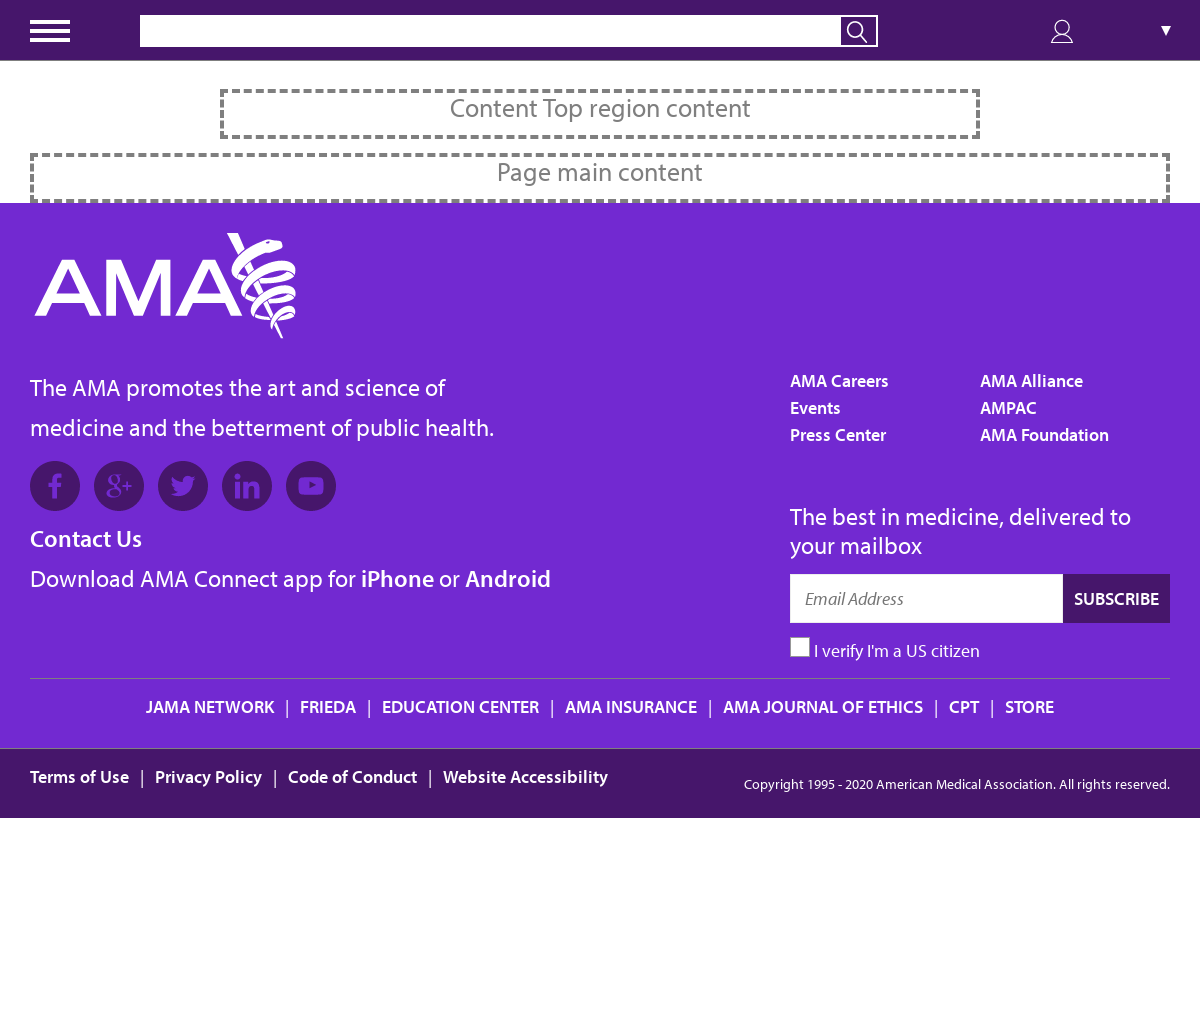 Content Top region content
Page main content
AMA
The AMA promotes the art and science of
medicine and the betterment of public health.
Contact Us
Download AMA Connect app for iPhone or Android
AMA Careers
Events
Press Center
AMA Alliance
AMPAC
AMA Foundation
The best in medicine, delivered to
your mailbox
Email Address
SUBSCRIBE
I verify I'm a US citizen
JAMA NETWORK | FRIEDA | EDUCATION CENTER | AMA INSURANCE | AMA JOURNAL OF ETHICS | CPT | STORE
Terms of Use | Privacy Policy | Code of Conduct | Website Accessibility
Copyright 1995 - 2020 American Medical Association. All rights reserved.